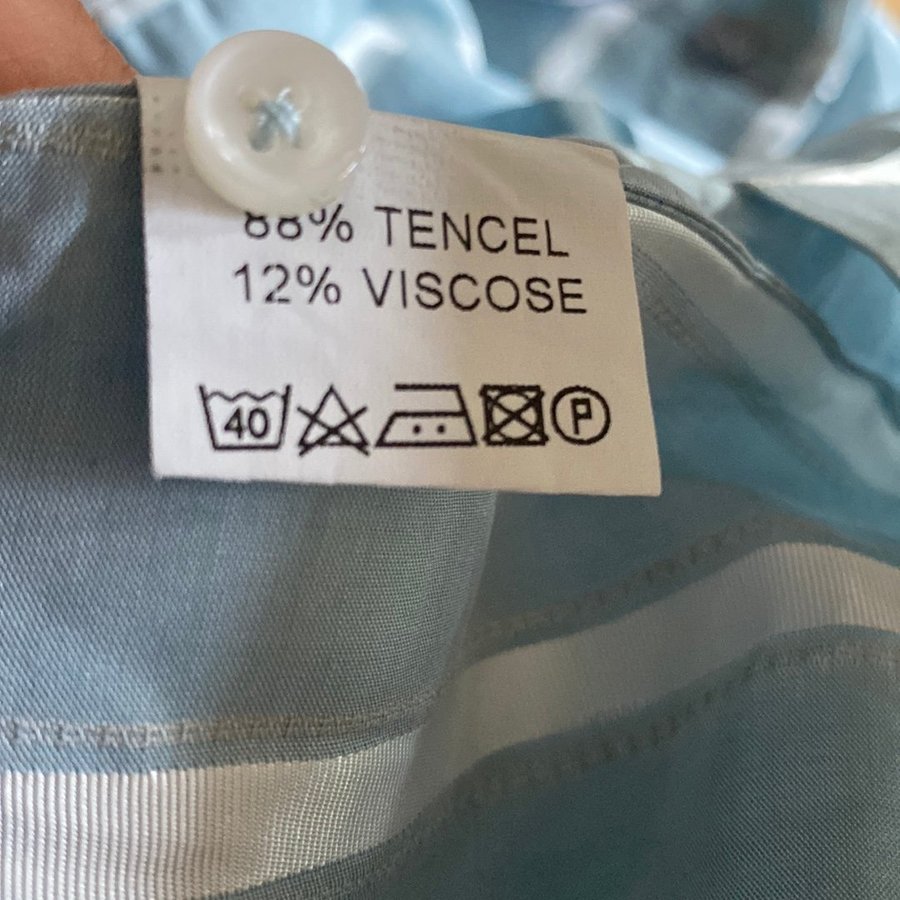 88% TENCEL
12% VISCOSE
40 P